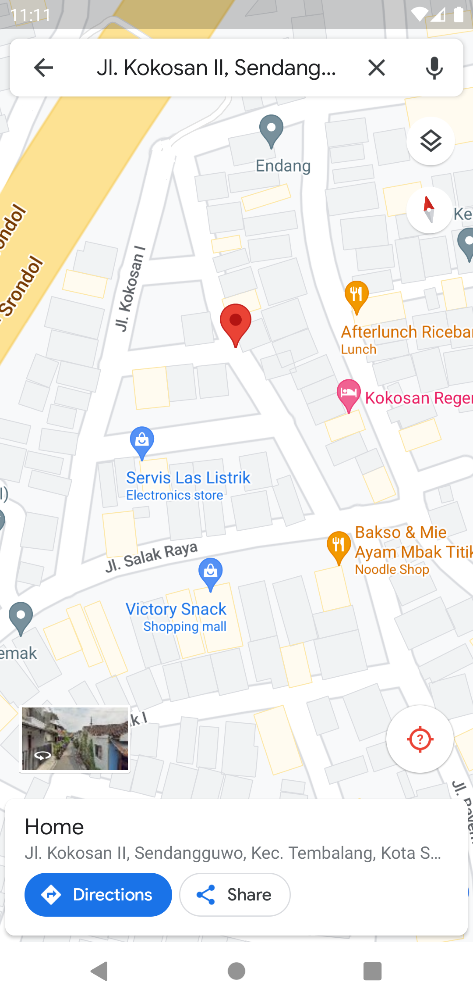 11:11
Jl. Kokosan II, Sendang...
Endang
Ke
ondol
Srondol
Jl. Kokosan I
Afterlunch Riceba
Lunch
Kokosan Rege
Servis Las Listrik
Electronics store
l)
Bakso & Mie
Ayam Mbak Titik
Noodle Shop
Jl. Salak Raya
Victory Snack
Shopping mall
emak
k I
?
Jl.
Home
Jl. Kokosan II, Sendangguwo, Kec. Tembalang, Kota S...
Directions
Share